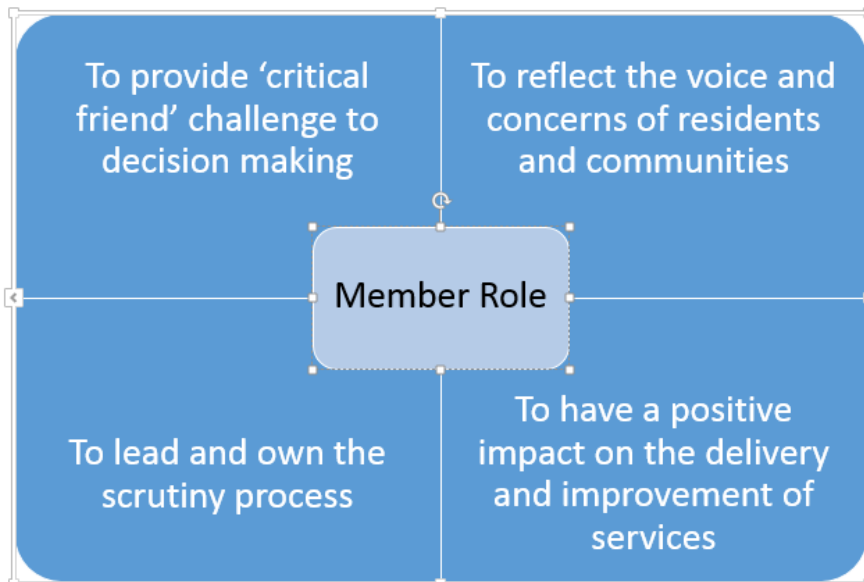 To provide ‘critical
friend’ challenge to
decision making
To reflect the voice and
concerns of residents
and communities
Member Role
To lead and own the
scrutiny process
To have a positive
impact on the delivery
and improvement of
services